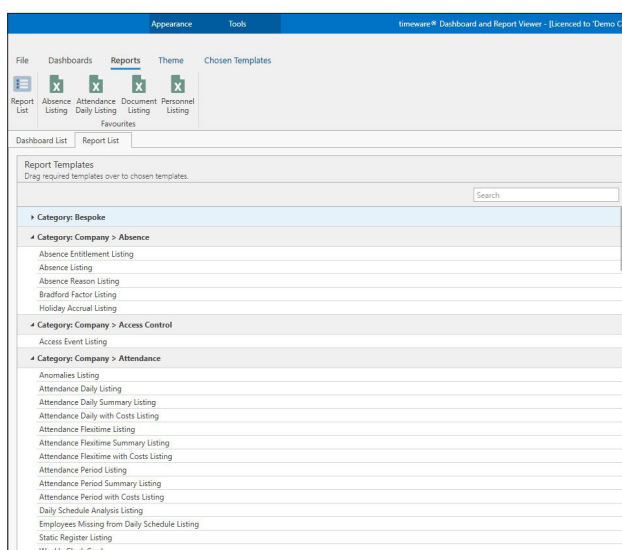 Appearance Tools timeware® Dashboard and Report Viewer - [Licenced to 'Demo C
File Dashboards Reports Theme Chosen Templates
Report List
Absence Listing
Attendance Daily Listing
Document Listing
Personnel Listing
Favourites
Dashboard List Report List
Report Templates
Drag required templates over to chosen templates.
Search
Category: Bespoke
Category: Company > Absence
Absence Entitlement Listing
Absence Listing
Absence Reason Listing
Bradford Factor Listing
Holiday Accrual Listing
Category: Company > Access Control
Access Event Listing
Category: Company > Attendance
Anomalies Listing
Attendance Daily Listing
Attendance Daily Summary Listing
Attendance Daily with Costs Listing
Attendance Flexitime Listing
Attendance Flexitime Summary Listing
Attendance Flexitime with Costs Listing
Attendance Period Listing
Attendance Period Summary Listing
Attendance Period with Costs Listing
Daily Schedule Analysis Listing
Employees Missing from Daily Schedule Listing
Static Register Listing